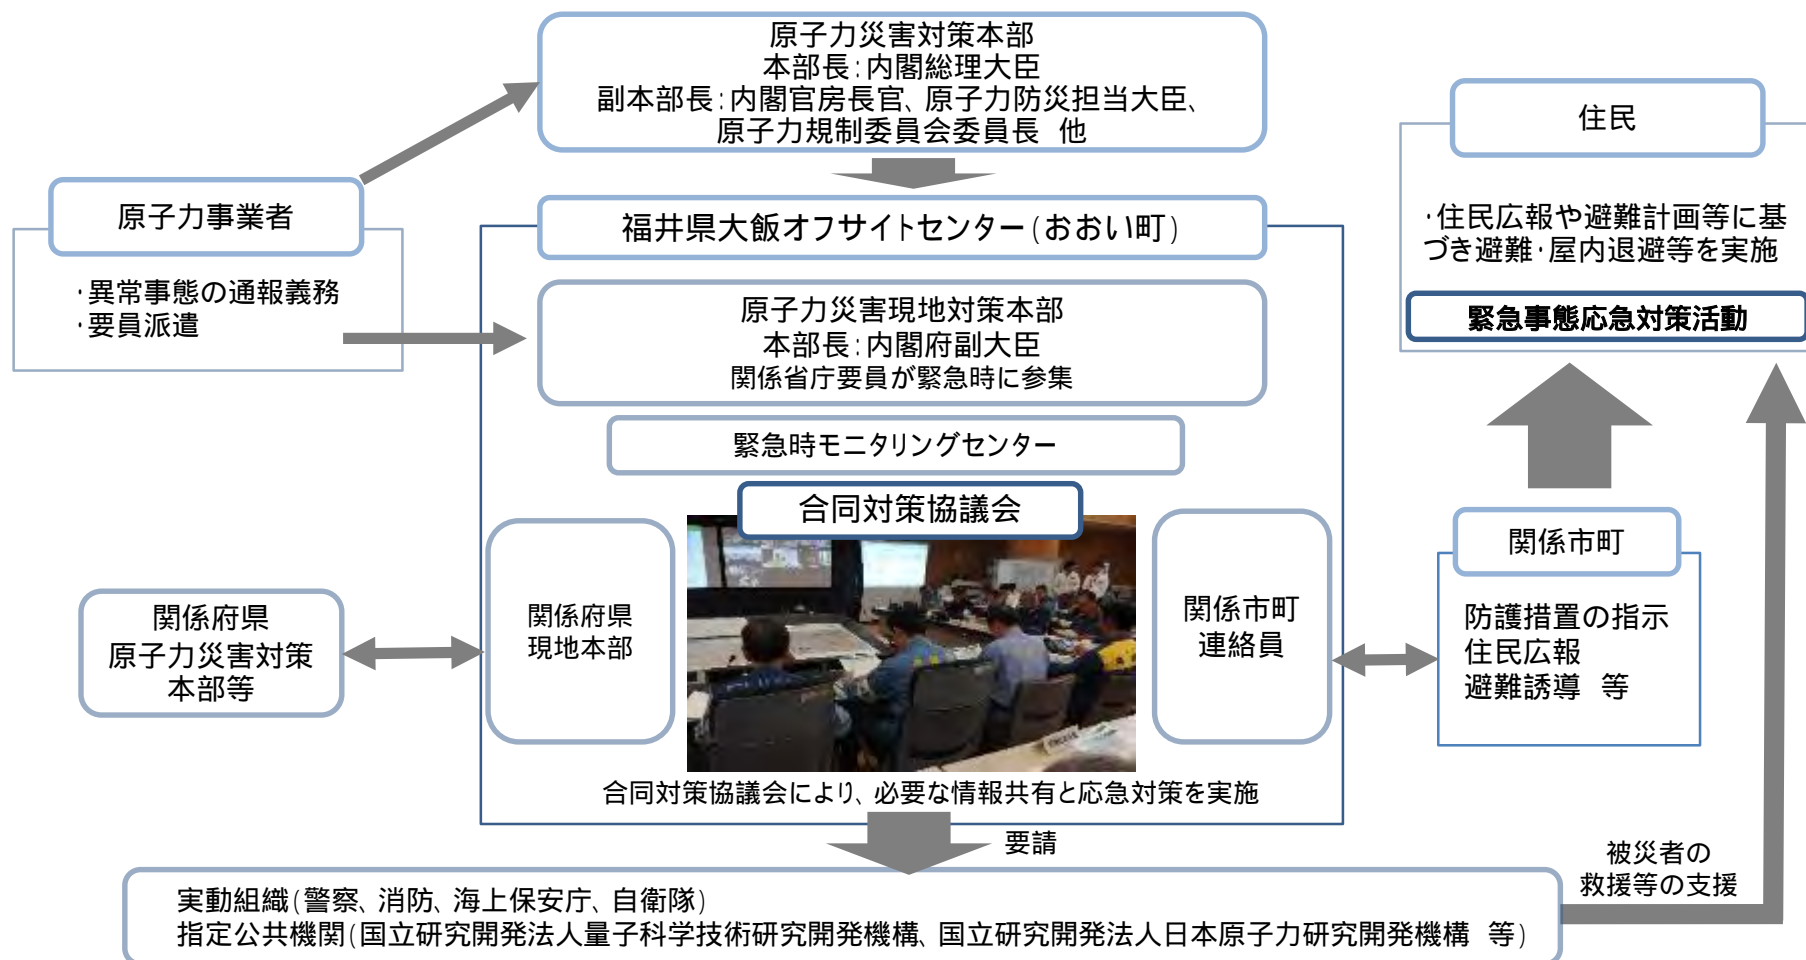 原子力災害対策本部
本部長:内閣総理大臣
副本部長:内閣官房長官、原子力防災担当大臣、
原子力規制委員会委員長 他
原子力事業者
・異常事態の通報義務
・要員派遣
福井県大飯オフサイトセンター(おおい町)
原子力災害現地対策本部
本部長:内閣府副大臣
関係省庁要員が緊急時に参集
緊急時モニタリングセンター
合同対策協議会
関係府県
現地本部
関係市町
連絡員
合同対策協議会により、必要な情報共有と応急対策を実施
関係府県
原子力災害対策
本部等
住民
・住民広報や避難計画等に基
づき避難・屋内退避等を実施
緊急事態応急対策活動
関係市町
防護措置の指示
住民広報
避難誘導 等
要請
実動組織(警察、消防、海上保安庁、自衛隊)
指定公共機関(国立研究開発法人量子科学技術研究開発機構、国立研究開発法人日本原子力研究開発機構 等)
被災者の
救援等の支援